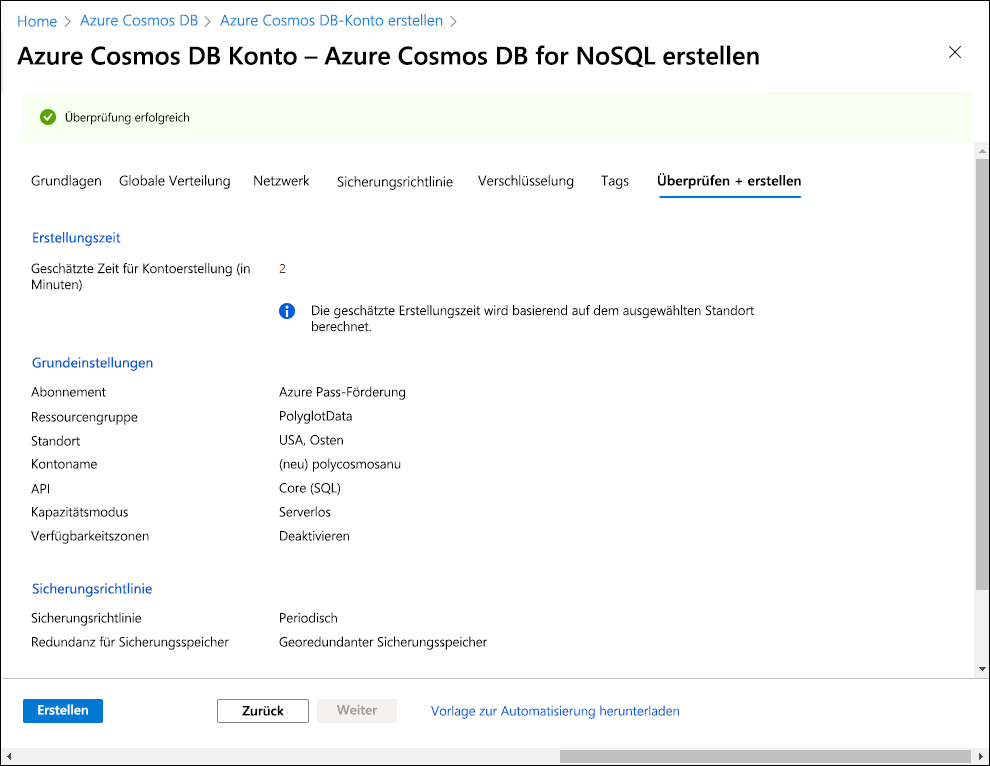 Home > Azure Cosmos DB > Azure Cosmos DB-Konto erstellen >
Azure Cosmos DB Konto – Azure Cosmos DB for NoSQL erstellen
Überprüfung erfolgreich
Grundlagen Globale Verteilung Netzwerk Sicherungsrichtlinie Verschlüsselung Tags Überprüfen + erstellen
Erstellungszeit
Geschätzte Zeit für Kontoerstellung (in 2
Minuten)
Die geschätzte Erstellungszeit wird basierend auf dem ausgewählten Standort
berechnet.
Grundeinstellungen
Abonnement Azure Pass-Förderung
Ressourcengruppe PolyglotData
Standort USA, Osten
Kontoname (neu) polycosmosanu
API Core (SQL)
Kapazitätsmodus Serverlos
Verfügbarkeitszonen Deaktivieren
Sicherungsrichtlinie
Sicherungsrichtlinie Periodisch
Redundanz für Sicherungsspeicher Georedundanter Sicherungsspeicher
Erstellen Zurück Weiter Vorlage zur Automatisierung herunterladen